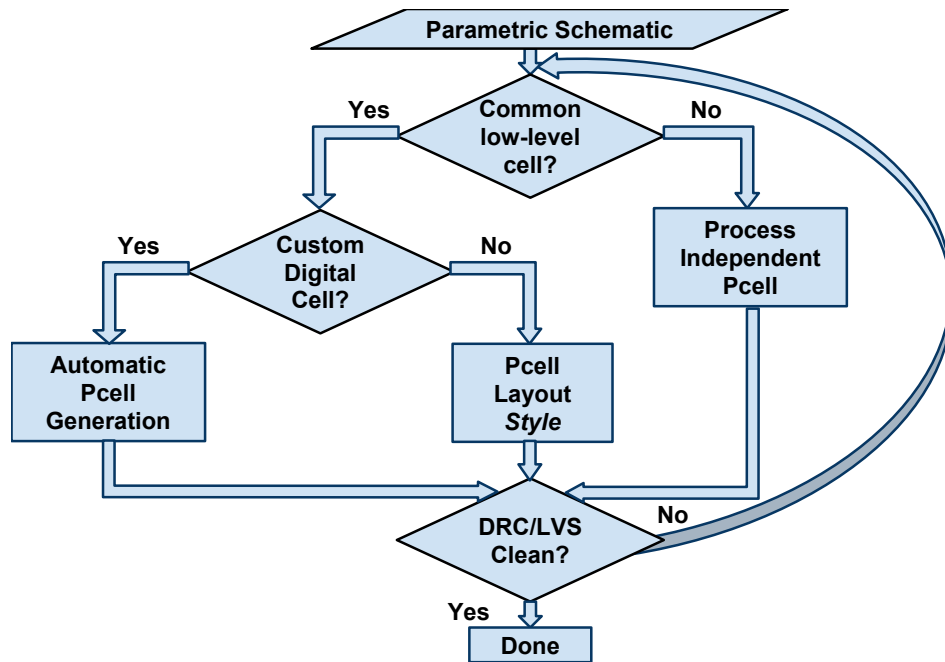 Parametric Schematic
Yes
Common
low-level
cell?
No
Yes
Custom
Digital
Cell?
No
Process
Independent
Pcell
Automatic
Pcell
Generation
Pcell
Layout
Style
DRC/LVS
Clean?
No
Yes
Done